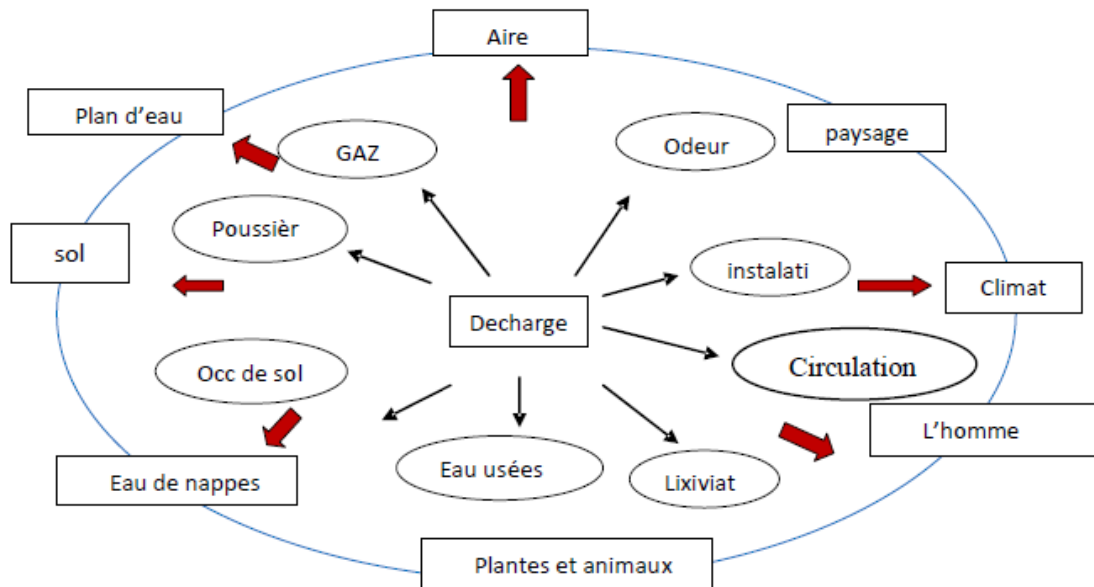 Aire
Plan d'eau
paysage
GAZ
Odeur
Poussièr
sol
instalati
Climat
Decharge
Circulation
Occ de sol
L'homme
Eau de nappes
Eau usées
Lixiviat
Plantes et animaux